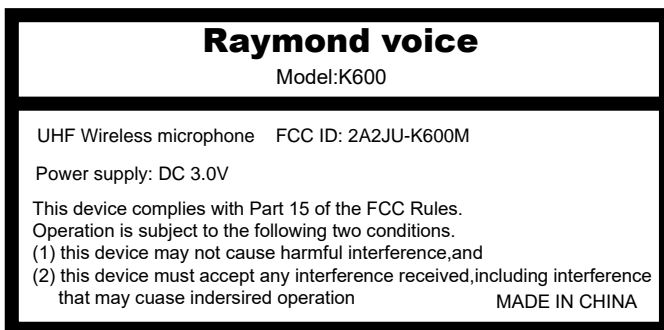 Raymond voice
Model:K600
UHF Wireless microphone FCC ID: 2A2JU-K600M
Power supply: DC 3.0V
This device complies with Part 15 of the FCC Rules.
Operation is subject to the following two conditions.
(1) this device may not cause harmful interference,and
(2) this device must accept any interference received,including interference
that may cuase indersired operation MADE IN CHINA